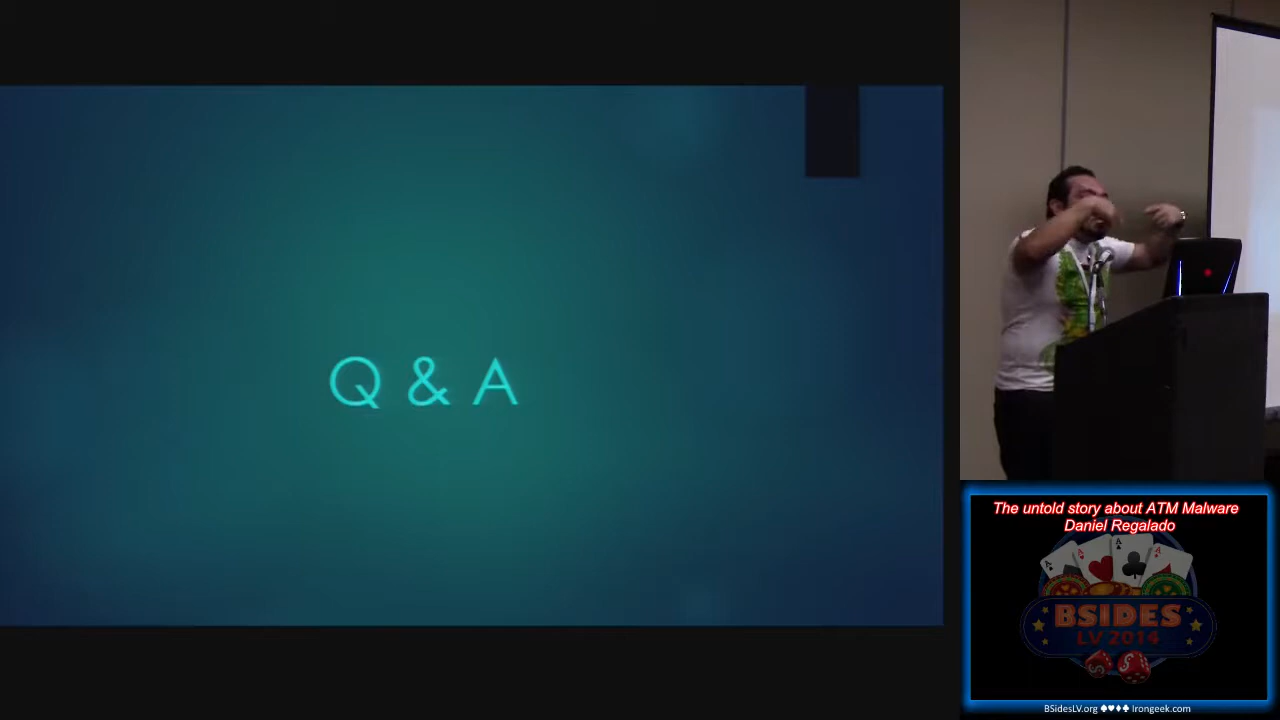 Q & A
The untold story about ATM Malware
Daniel Regalado
BSIDES
LV 2014
BSidesLV.org ♠♥♦♣ Irongeek.com